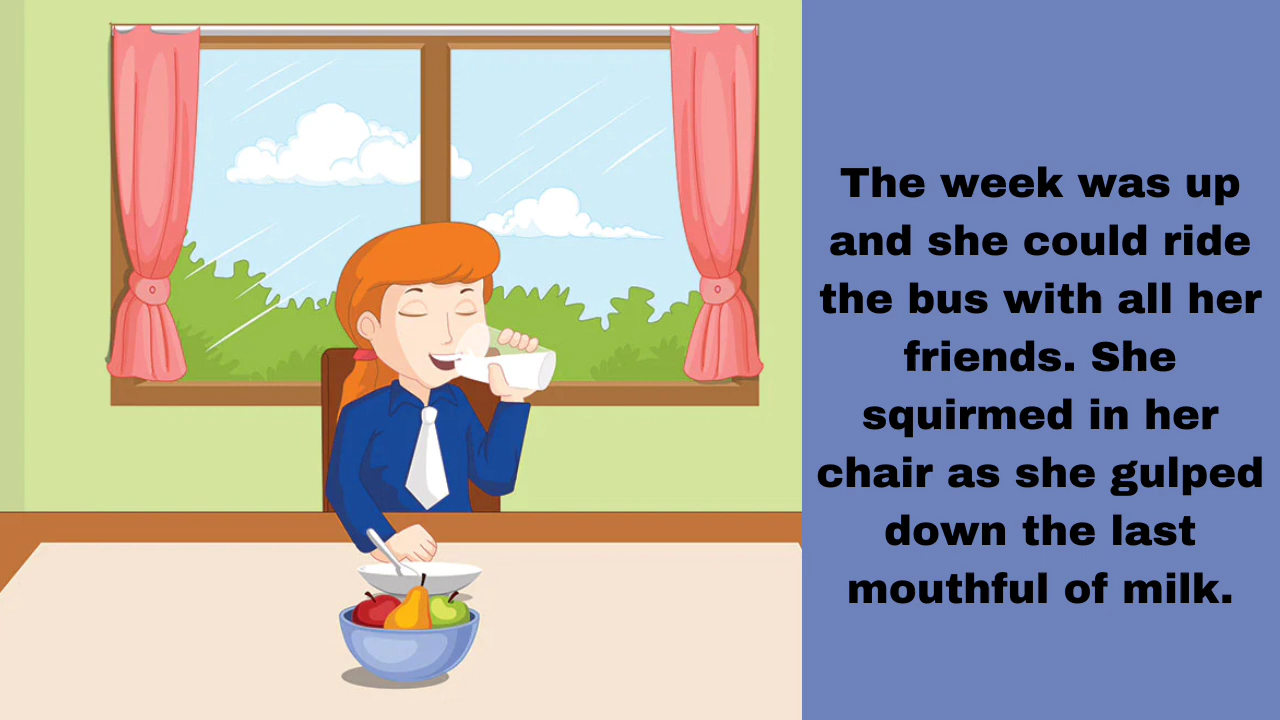 The week was up
and she could ride
the bus with all her
friends. She
squirmed in her
chair as she gulped
down the last
mouthful of milk.